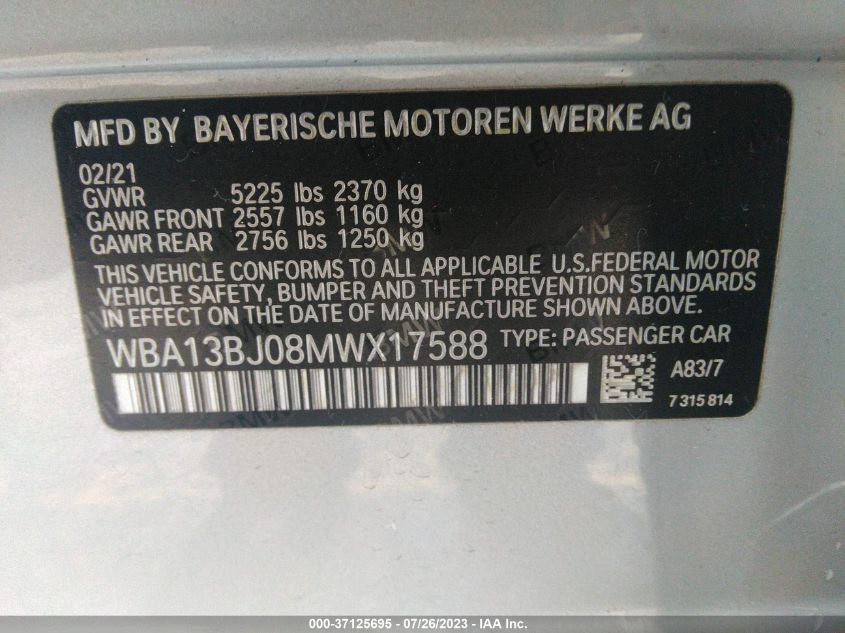 MFD BY BAYERISCHE MOTOREN WERKE AG
02/21
GVWR 5225 lbs 2370 kg
GAWR FRONT 2557 lbs 1160 kg
GAWR REAR 2756 lbs 1250 kg
THIS VEHICLE CONFORMS TO ALL APPLICABLE U.S.FEDERAL MOTOR
VEHICLE SAFETY, BUMPER AND THEFT PREVENTION STANDARDS
IN EFFECT ON THE DATE OF MANUFACTURE SHOWN ABOVE.
WBA13BJ08MWX17588 TYPE: PASSENGER CAR
A83/7
7 315 814
000-37125695 - 07/26/2023 - IAA Inc.